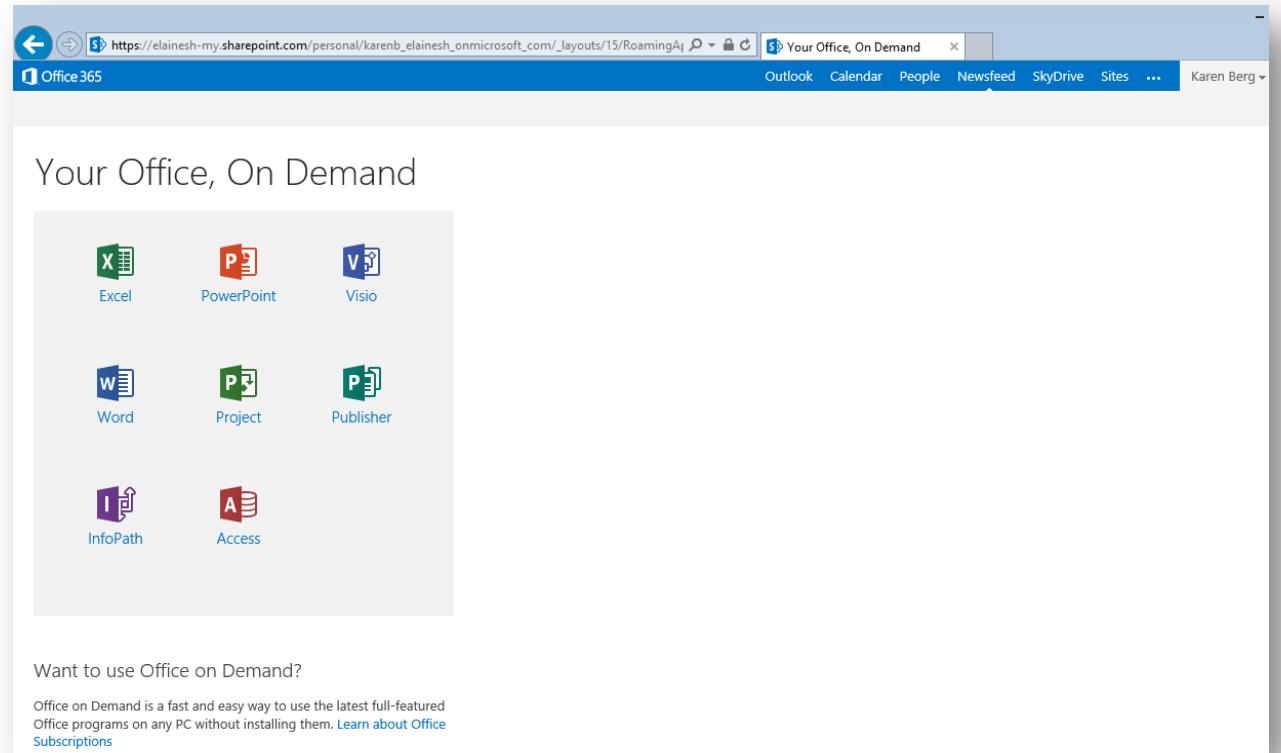 https://elainesh-my.sharepoint.com/personal/karenb_elainesh_onmicrosoft_com/_layouts/15/RoamingA
Your Office, On Demand
Office 365
Outlook Calendar People Newsfeed SkyDrive Sites ... Karen Berg
Your Office, On Demand
Excel PowerPoint Visio
Word Project Publisher
InfoPath Access
Want to use Office on Demand?
Office on Demand is a fast and easy way to use the latest full-featured
Office programs on any PC without installing them. Learn about Office
Subscriptions